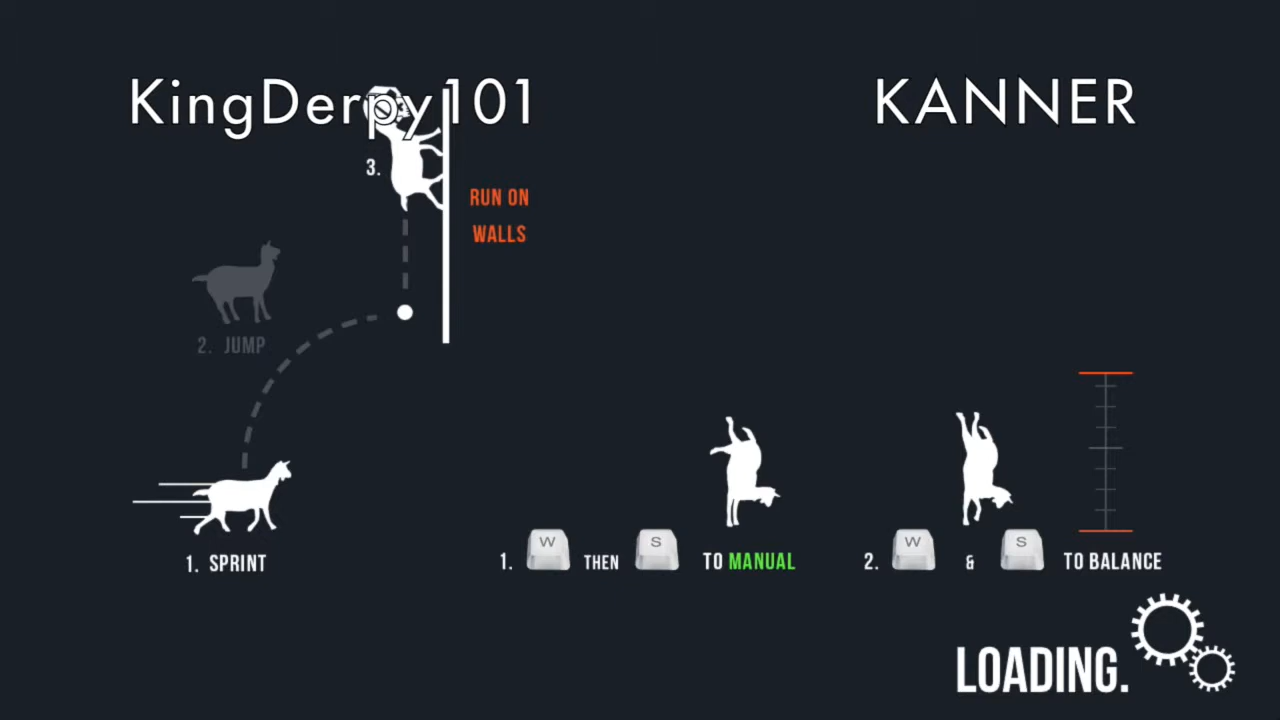 KingDerpy101
KANNER
3.
RUN ON
WALLS
2. JUMP
1. SPRINT
1. W THEN S TO MANUAL
2. W & S TO BALANCE
LOADING.